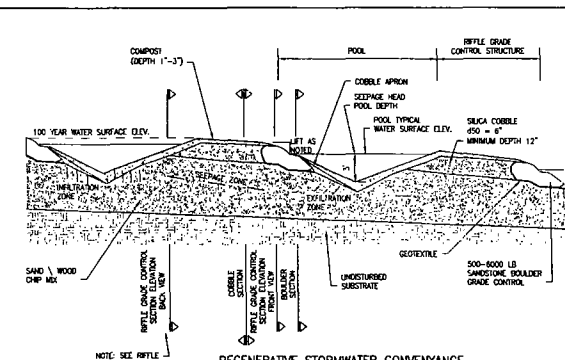 COMPOST
(DEPTH 1"-3")
POOL
RIFFLE GRADE
CONTROL STRUCTURE
COBBLE APRON
SEEPAGE HEAD
POOL DEPTH
POOL TYPICAL
WATER SURFACE ELEV.
SILICA COBBLE
d50 = 6"
MINIMUM DEPTH 12"
100 YEAR WATER SURFACE ELEV.
LIFT AS
NOTED
SEEPAGE ZONE
INFILTRATION
ZONE
EXFILTRATION
ZONE
SAND \ WOOD
CHIP MIX
RIFFLE GRADE CONTROL
SECTION ELEVATION
BACK VIEW
COBBLE
SECTION
RIFFLE GRADE CONTROL
SECTION ELEVATION
FRONT VIEW
BOULDER
SECTION
UNDISTURBED
SUBSTRATE
GEOTEXTILE
500-6000 LB
SANDSTONE BOULDER
GRADE CONTROL
NOTE: SEE RIFFLE
REGENERATIVE STORMWATER CONVEYANCE